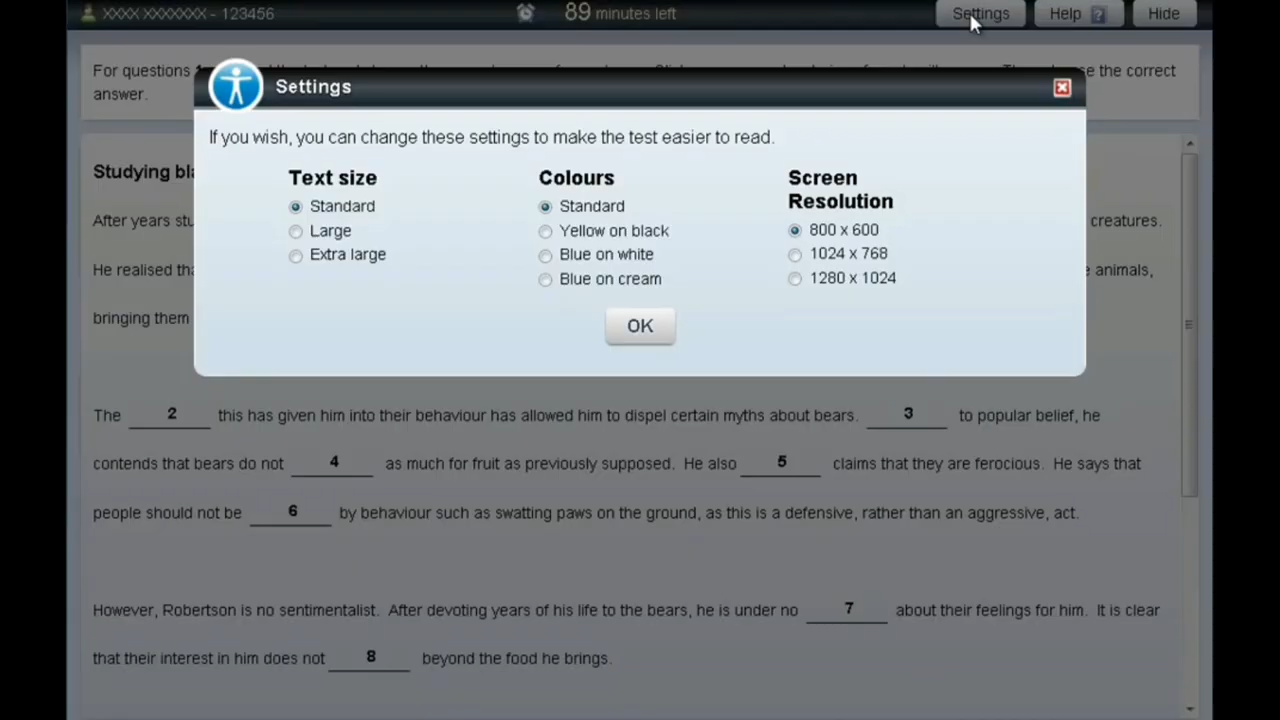 XXXX XXXXXXX - 123456
89 minutes left
Settings
Help ?
Hide
For questions
the correct
answer.
Settings
If you wish, you can change these settings to make the test easier to read.
Text size
Standard
Large
Extra large
Colours
Standard
Yellow on black
Blue on white
Blue on cream
Screen
Resolution
800 x 600
1024 x 768
1280 x 1024
OK
Studying
After years
creatures.
He realised
animals,
bringing them
The 2 this has given him into their behaviour has allowed him to dispel certain myths about bears. 3 to popular belief, he
contends that bears do not 4 as much for fruit as previously supposed. He also 5 claims that they are ferocious. He says that
people should not be 6 by behaviour such as swatting paws on the ground, as this is a defensive, rather than an aggressive, act.
However, Robertson is no sentimentalist. After devoting years of his life to the bears, he is under no 7 about their feelings for him. It is clear
that their interest in him does not 8 beyond the food he brings.